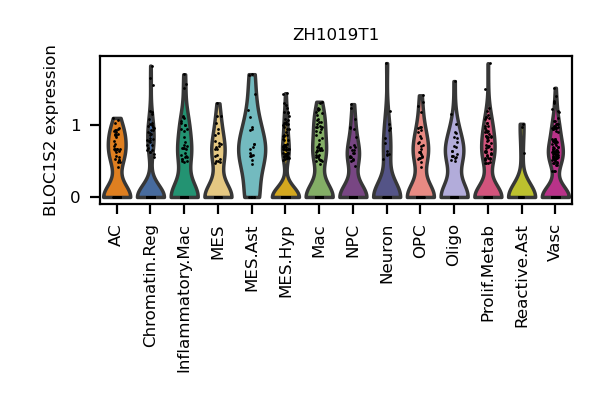 ZH1019T1
BLOC1S2 expression
1
0
AC
Chromatin.Reg
Inflammatory.Mac
MES
MES.Ast
MES.Hyp
Mac
NPC
Neuron
OPC
Oligo
Prolif.Metab
Reactive.Ast
Vasc